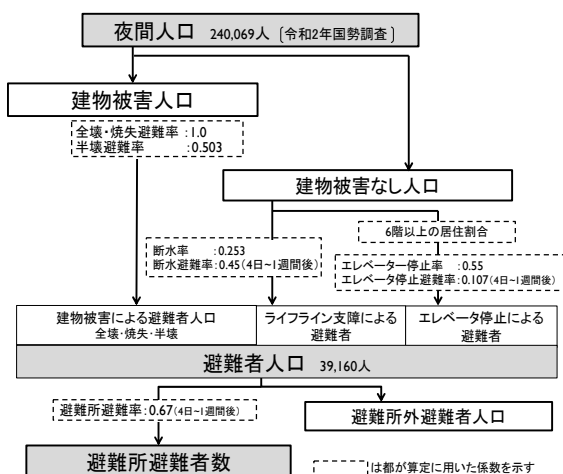 夜間人口 240,069人 [令和2年国勢調査]
建物被害人口
全壊・焼失避難率 :1.0
半壊避難率 :0.503
建物被害なし人口
6階以上の居住割合
断水率 :0.253
断水避難率:0.45(4日~1週間後)
エレベーター停止率 :0.55
エレベータ停止避難率:0.107(4日~1週間後)
建物被害による避難者人口
全壊・焼失・半壊
ライフライン支障による
避難者
エレベータ停止による
避難者
避難者人口 39,160人
避難所避難率:0.67(4日~1週間後)
避難所外避難者人口
避難所避難者数
は都が算定に用いた係数を示す